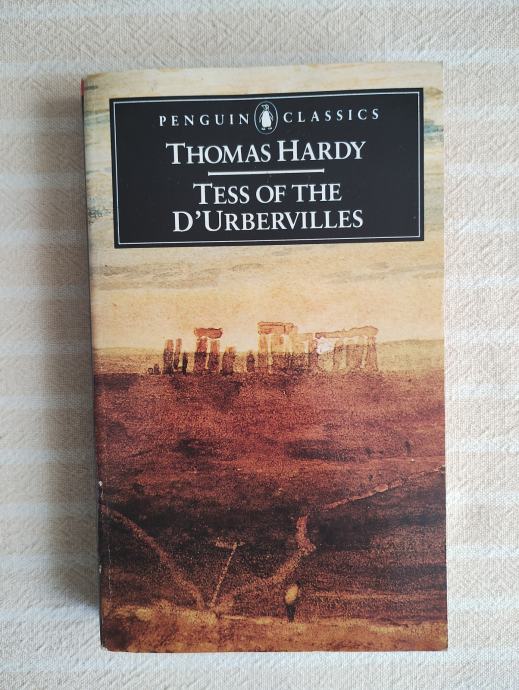 PENGUIN CLASSICS
THOMAS HARDY
TESS OF THE
D'URBERVILLES